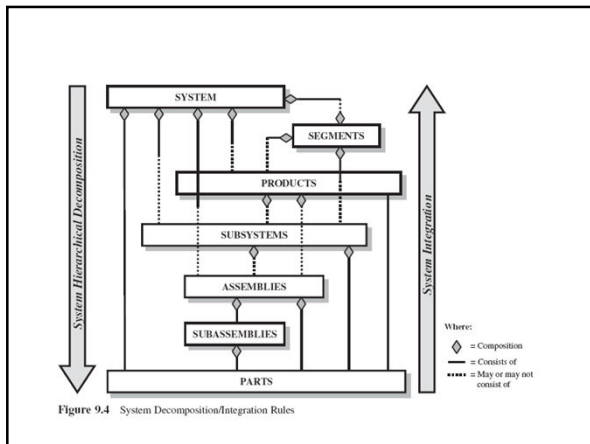 SYSTEM
SEGMENTS
PRODUCTS
SUBSYSTEMS
ASSEMBLIES
SUBASSEMBLIES
PARTS
System Hierarchical Decomposition
System Integration
Where:
= Composition
= Consists of
= May or may not
consist of
Figure 9.4 System Decomposition/Integration Rules